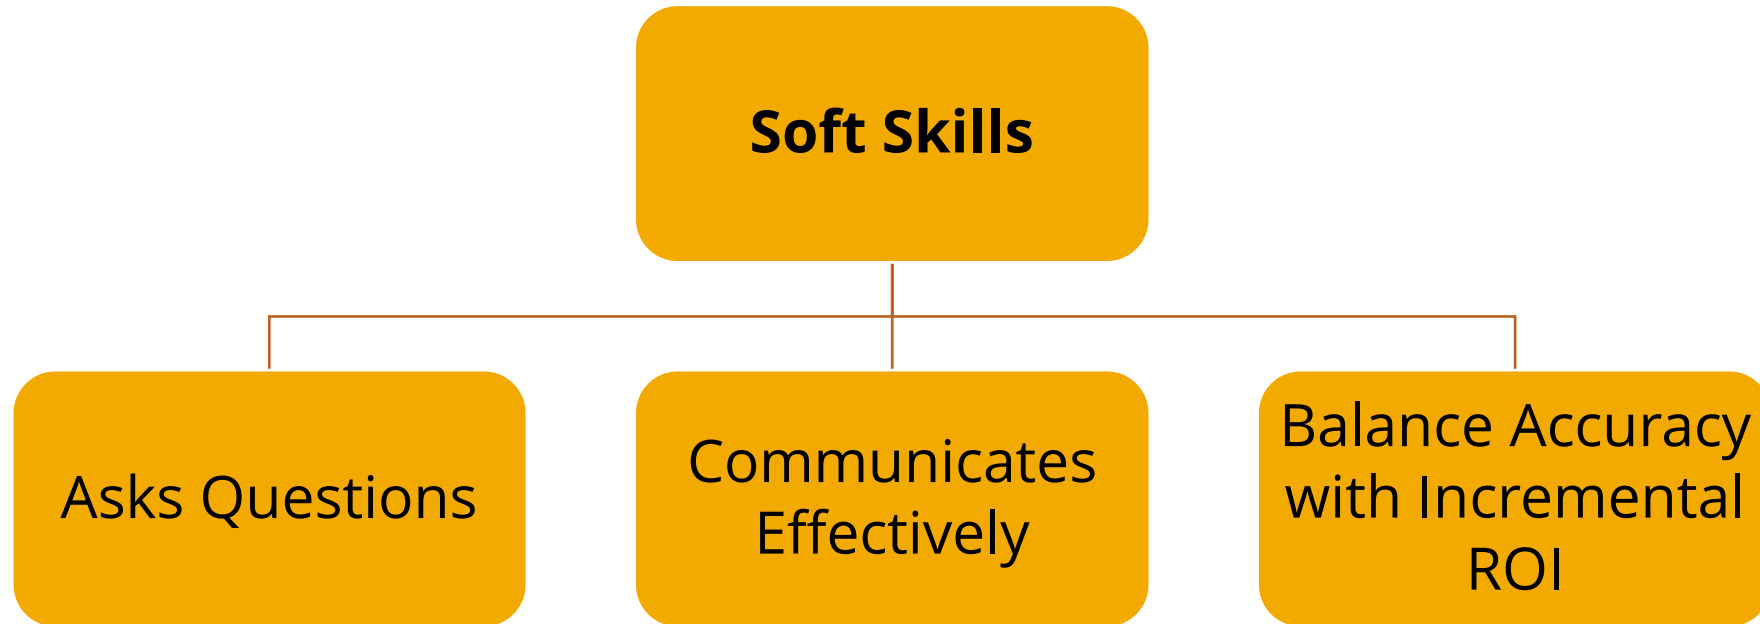 Soft Skills
Asks Questions
Communicates
Effectively
Balance Accuracy
with Incremental
ROI